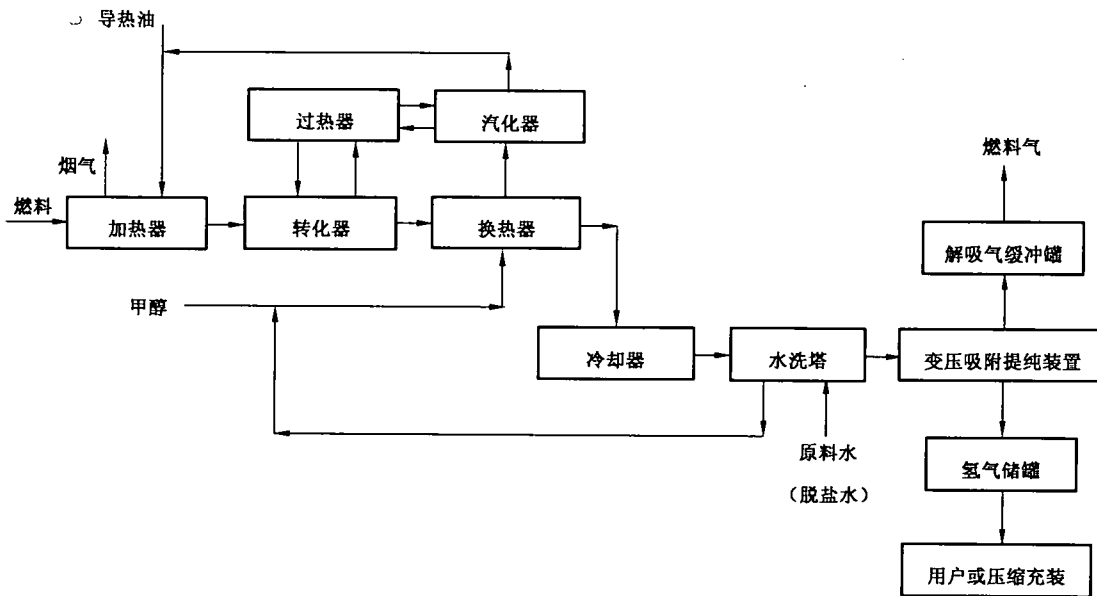 导热油
过热器
汽化器
烟气
燃料气
燃料
加热器
转化器
换热器
解吸气缓冲罐
甲醇
冷却器
水洗塔
变压吸附提纯装置
原料水
（脱盐水）
氢气储罐
用户或压缩充装